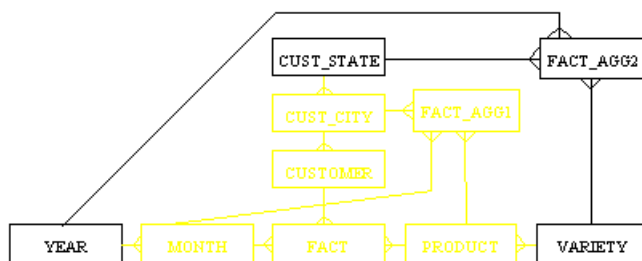 FACT_AGG2
CUST_STATE
FACT_AGG1
CUST_CITY
CUSTOMER
YEAR
MONTH
FACT
PRODUCT
VARIETY